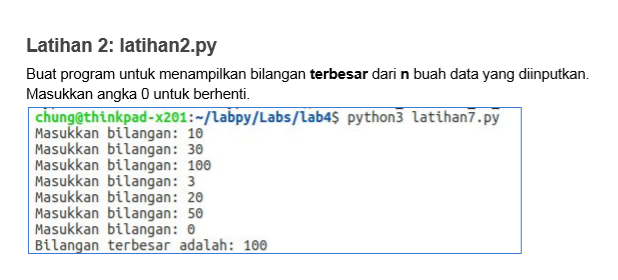 Latihan 2: latihan2.py
Buat program untuk menampilkan bilangan terbesar dari n buah data yang diinputkan.
Masukkan angka 0 untuk berhenti.
chung@thinkpad-x201:~/labpy/Labs/lab4$ python3 latihan7.py
Masukkan bilangan: 10
Masukkan bilangan: 30
Masukkan bilangan: 100
Masukkan bilangan: 3
Masukkan bilangan: 20
Masukkan bilangan: 50
Masukkan bilangan: 0
Bilangan terbesar adalah: 100